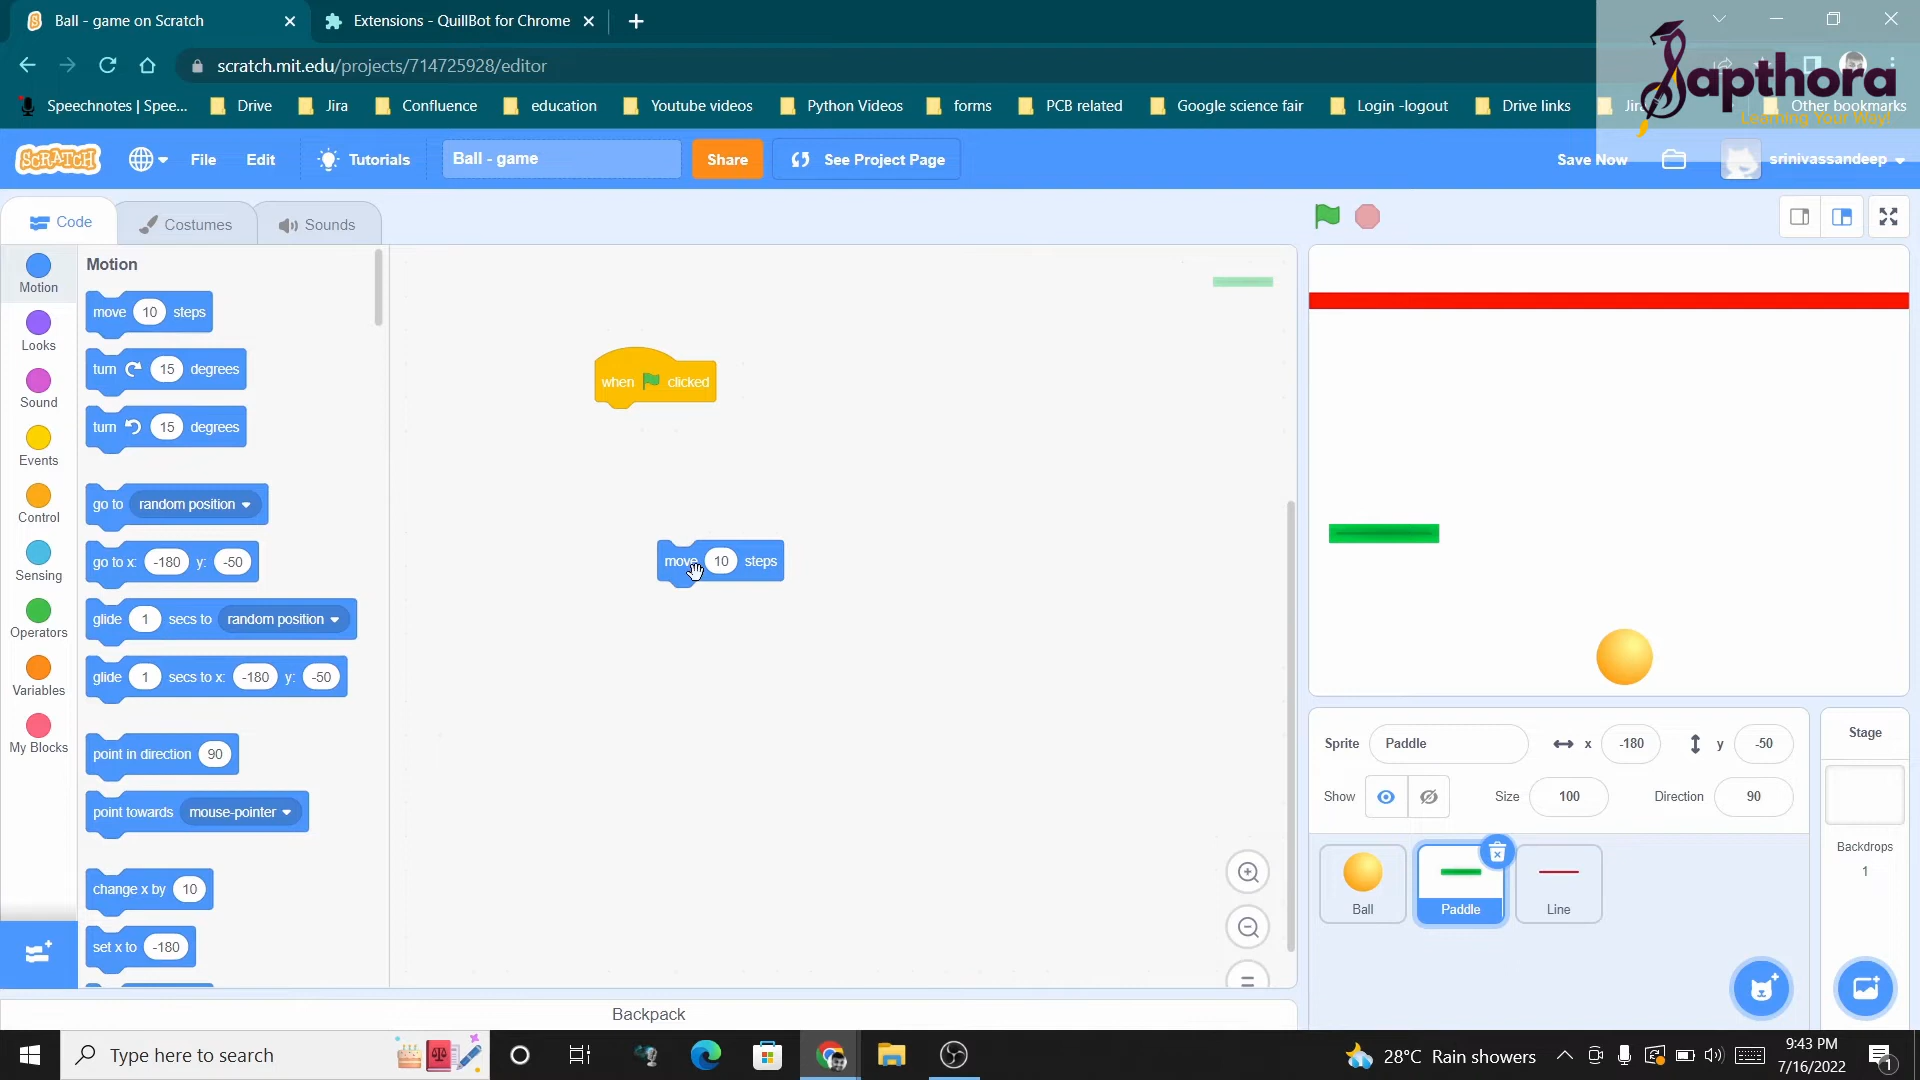 Ball - game on Scratch
Extensions - QuillBot for Chrome
scratch.mit.edu/projects/714725928/editor
Speechnotes | Spee...
Drive
Jira
Confluence
education
Youtube videos
Python Videos
forms
PCB related
Google science fair
Login -logout
Drive links
Other bookmarks
Sapthora
Learning Your Way!
SCRATCH
File
Edit
Tutorials
Ball - game
Share
See Project Page
Save Now
srinivassandeep
Code
Costumes
Sounds
Motion
Looks
Sound
Events
Control
Sensing
Operators
Variables
My Blocks
Motion
move 10 steps
turn 15 degrees
turn 15 degrees
go to random position
go to x: -180 y: -50
glide 1 secs to random position
glide 1 secs to x: -180 y: -50
point in direction 90
point towards mouse-pointer
change x by 10
set x to -180
when clicked
move 10 steps
Sprite Paddle x -180 y -50
Show Size 100 Direction 90
Ball
Paddle
Line
Stage
Backdrops
1
Backpack
Type here to search
28°C Rain showers
9:43 PM
7/16/2022
1